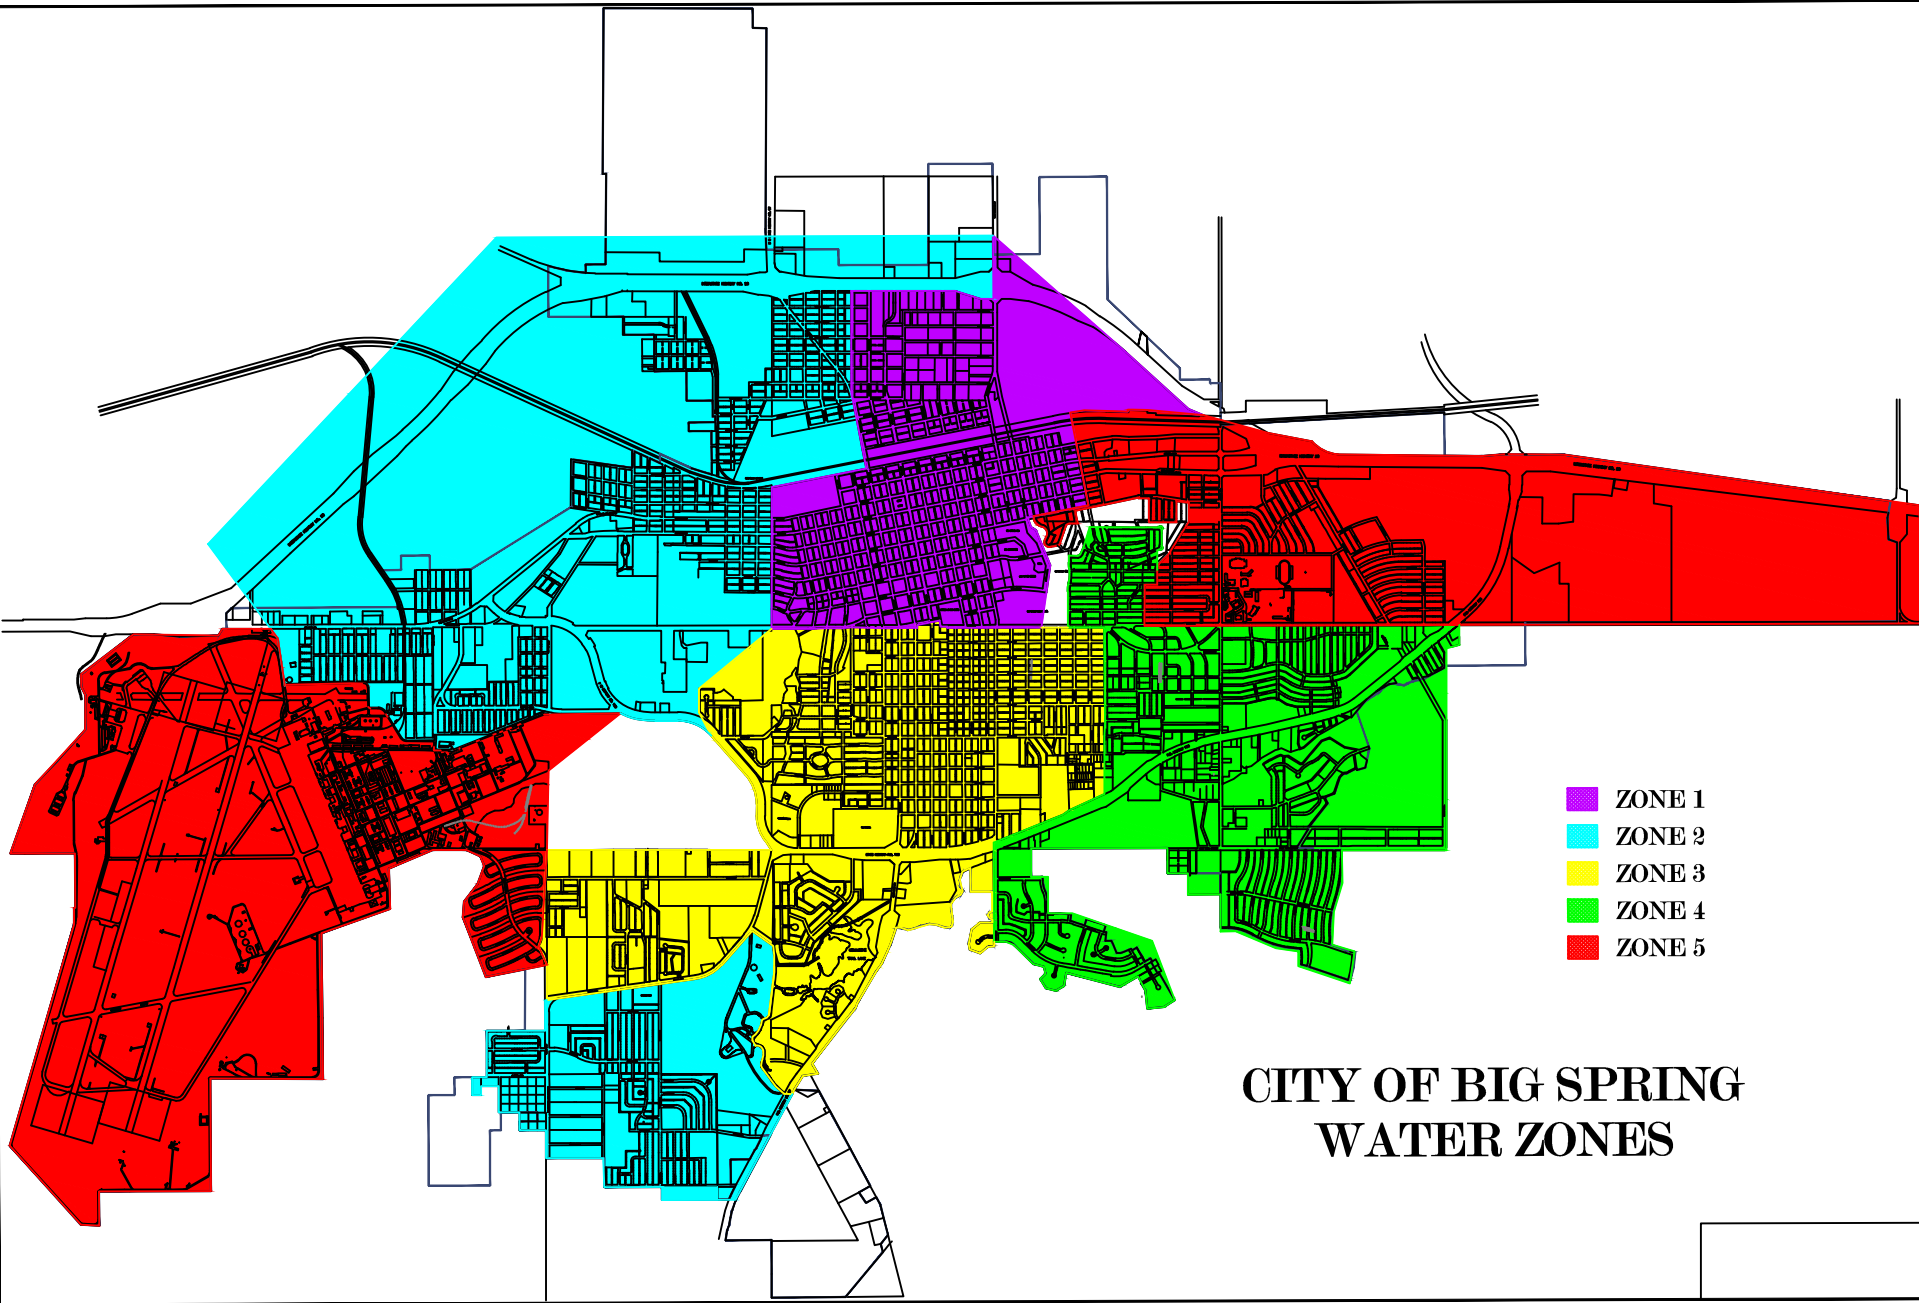 ZONE 1
ZONE 2
ZONE 3
ZONE 4
ZONE 5
CITY OF BIG SPRING
WATER ZONES